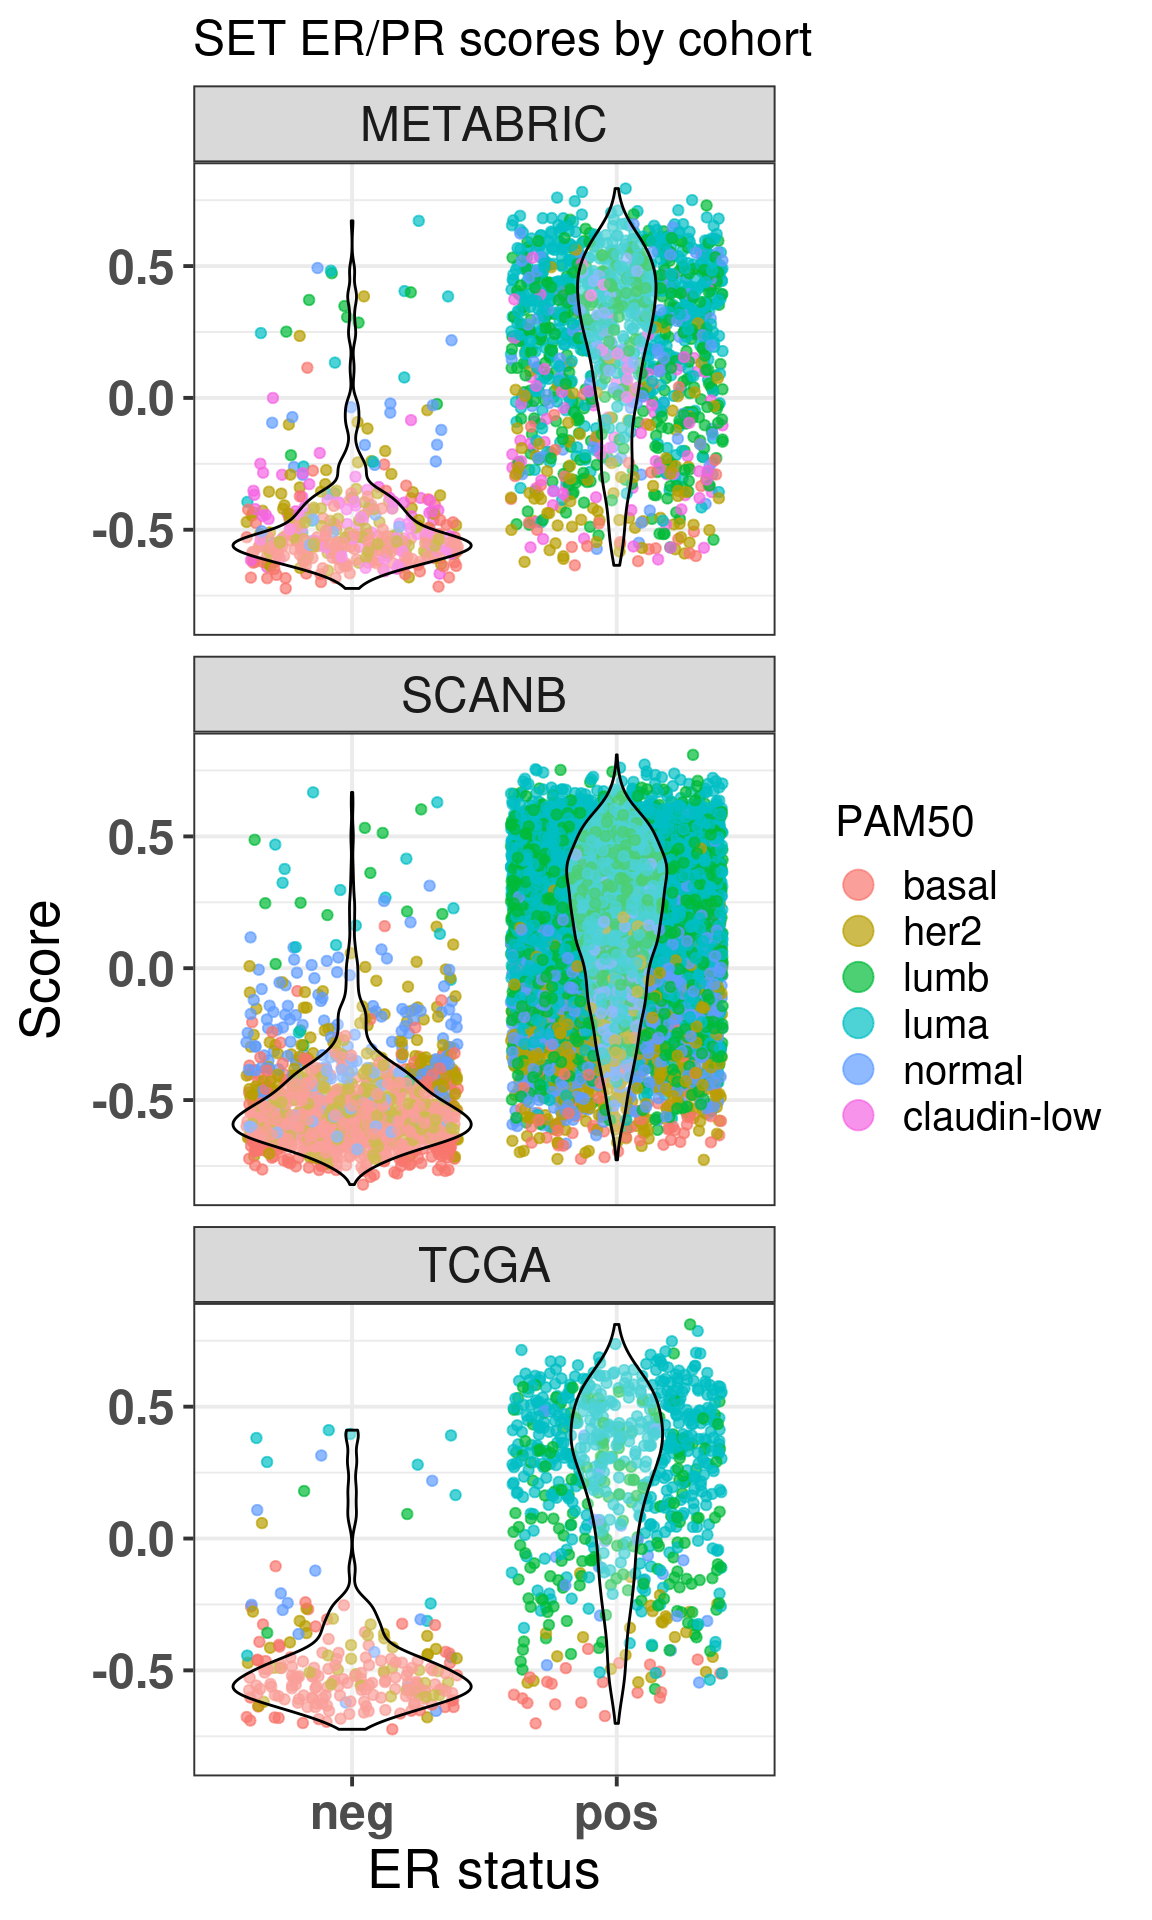 SET ER/PR scores by cohort
METABRIC
0.5
0.0
-0.5
SCANB
0.5
0.0
-0.5
TCGA
0.5
0.0
-0.5
neg pos
ER status
Score
PAM50
basal
her2
lumb
luma
normal
claudin-low